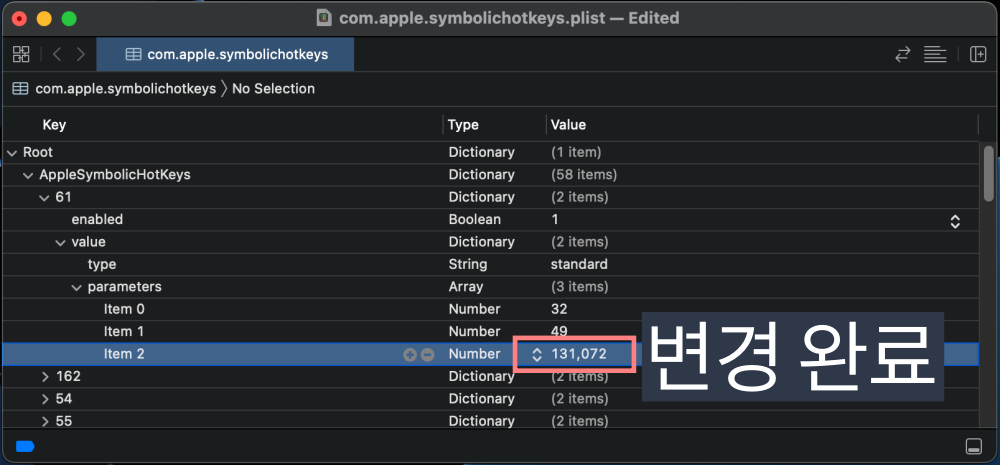 com.apple.symbolichotkeys.plist — Edited
com.apple.symbolichotkeys
com.apple.symbolichotkeys 〉No Selection
Key Type Value
Root Dictionary (1 item)
AppleSymbolicHotKeys Dictionary (58 items)
61 Dictionary (2 items)
enabled Boolean 1
value Dictionary (2 items)
type String standard
parameters Array (3 items)
Item 0 Number 32
Item 1 Number 49
Item 2 Number 131,072
변경 완료
162 Dictionary (2 items)
54 Dictionary (2 items)
55 Dictionary (2 items)